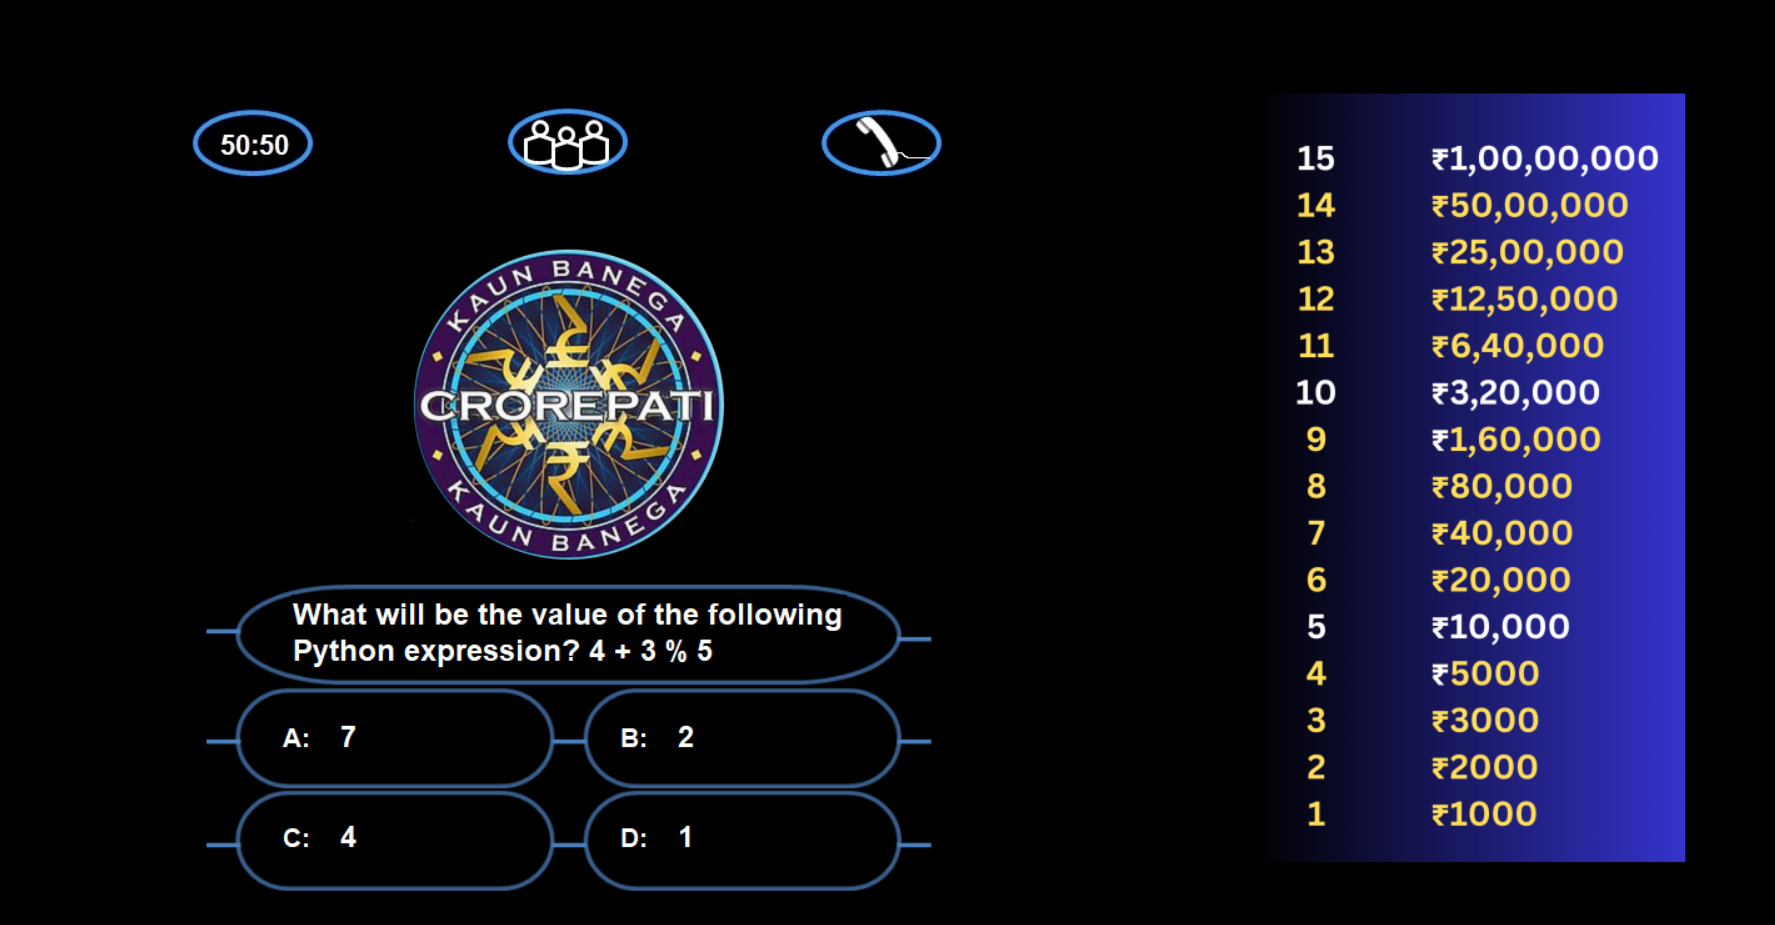 50:50
KAUN BANEGA
CROREPATI
KAUN BANEGA
What will be the value of the following
Python expression? 4 + 3 % 5
A: 7
B: 2
C: 4
D: 1
15 ₹1,00,00,000
14 ₹50,00,000
13 ₹25,00,000
12 ₹12,50,000
11 ₹6,40,000
10 ₹3,20,000
9 ₹1,60,000
8 ₹80,000
7 ₹40,000
6 ₹20,000
5 ₹10,000
4 ₹5000
3 ₹3000
2 ₹2000
1 ₹1000